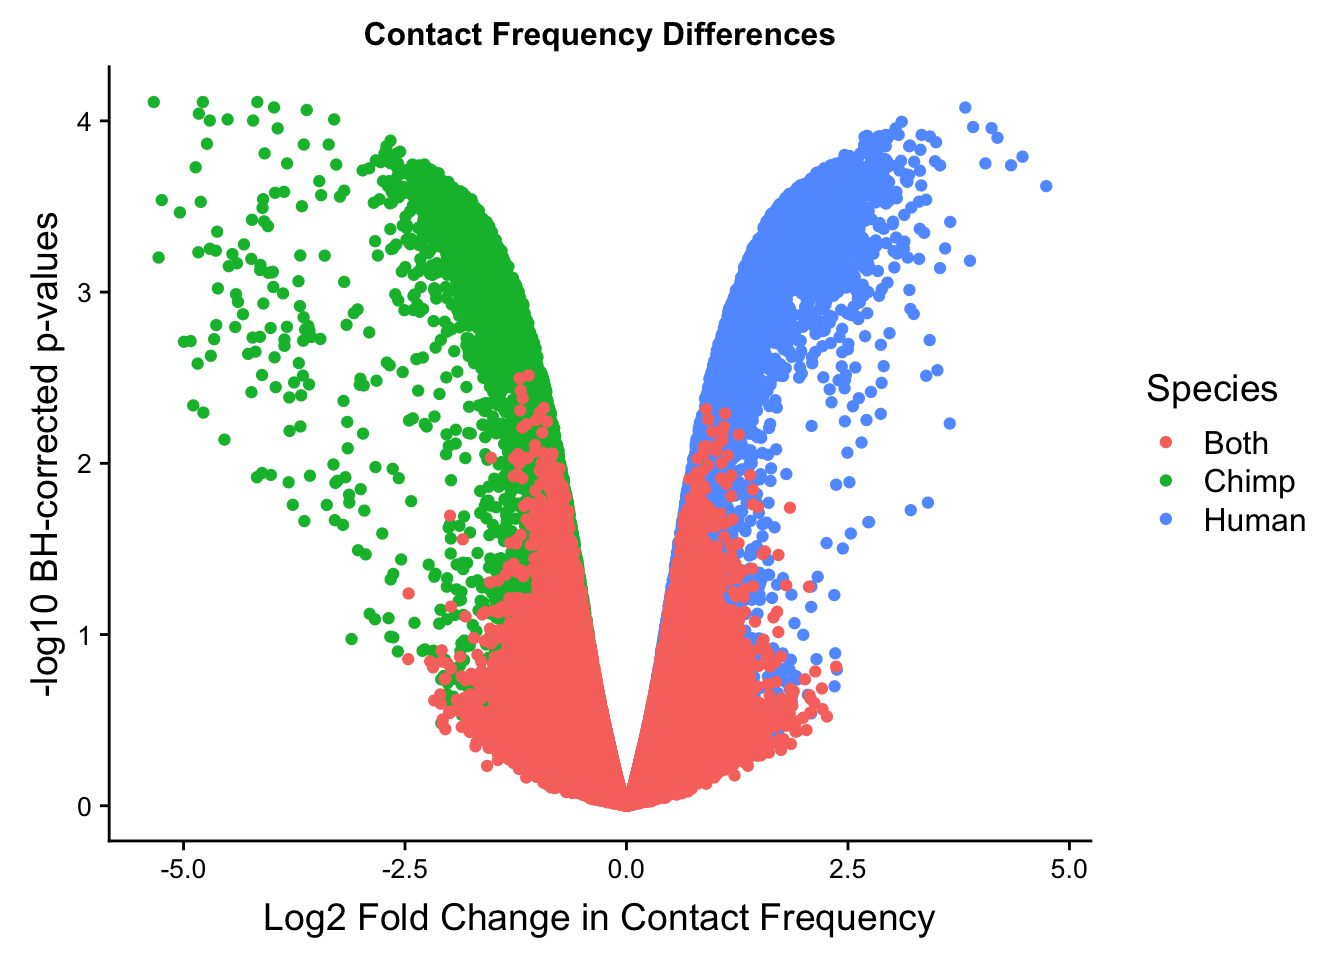 Contact Frequency Differences
-log10 BH-corrected p-values
4
3
2
1
0
-5.0 -2.5 0.0 2.5 5.0
Log2 Fold Change in Contact Frequency
Species
Both
Chimp
Human